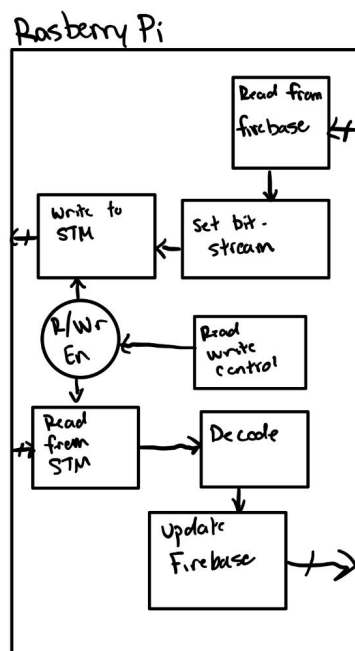 Rasberry Pi
Read from
firebase
Write to
STM
Set bit-
stream
R/Wr
En
Read
write
control
Read
from
STM
Decode
Update
Firebase